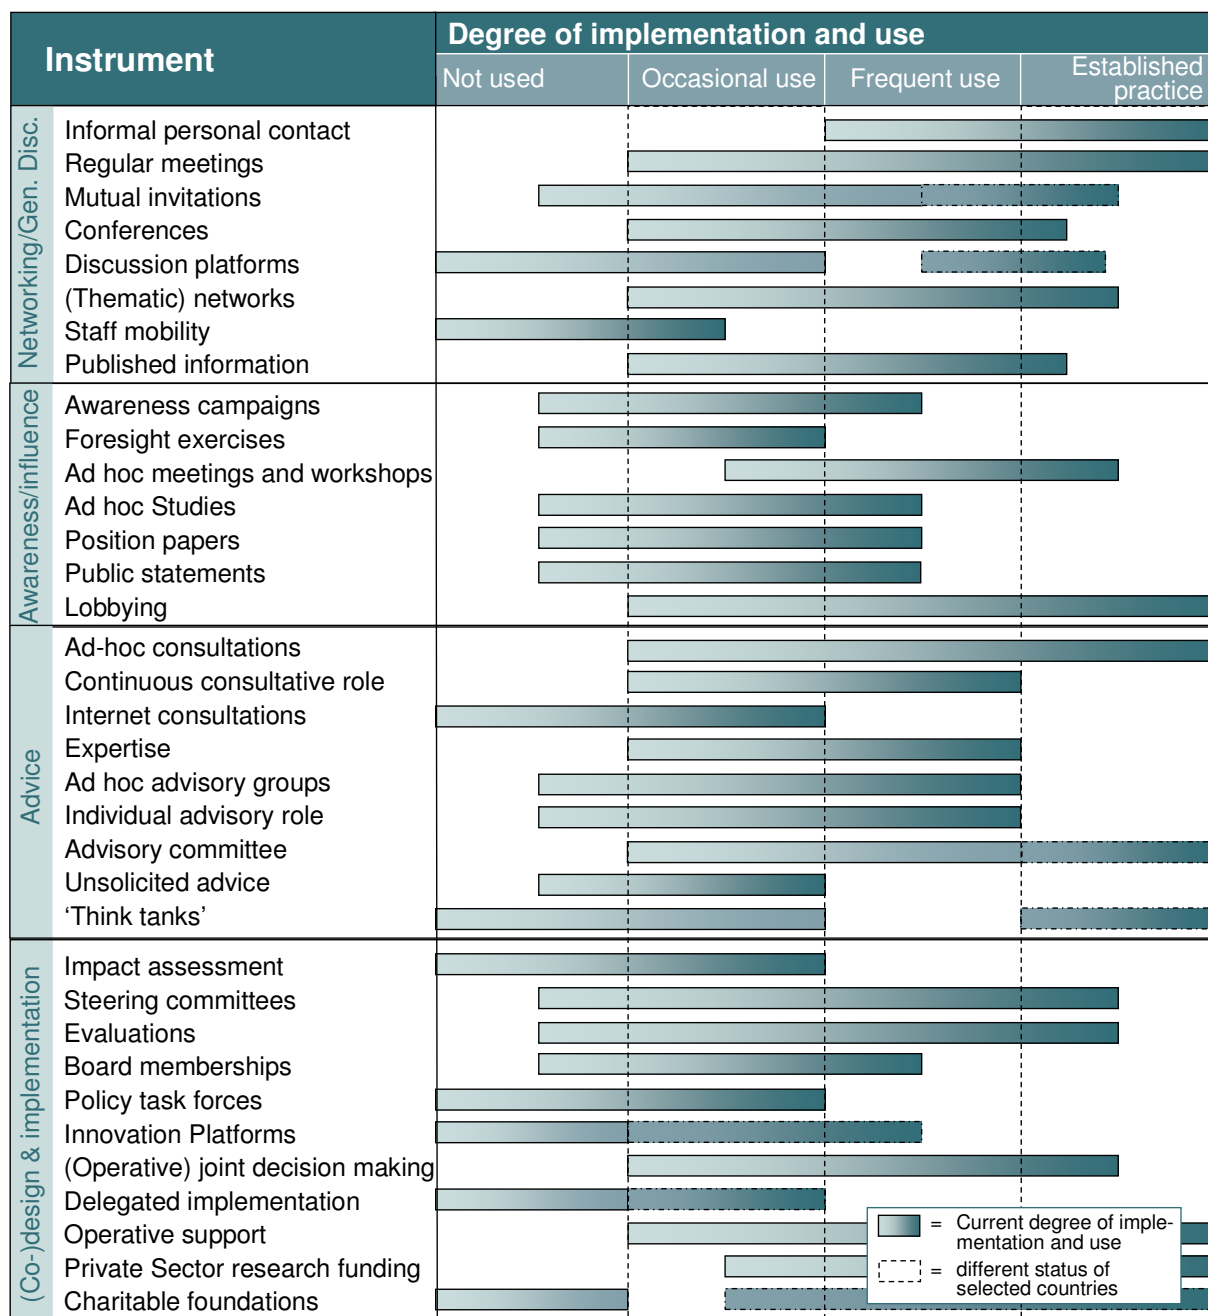 Instrument
Degree of implementation and use
Not used
Occasional use
Frequent use
Established
practice
Networking/Gen. Disc.
Informal personal contact
Regular meetings
Mutual invitations
Conferences
Discussion platforms
(Thematic) networks
Staff mobility
Published information
Awareness/influence
Awareness campaigns
Foresight exercises
Ad hoc meetings and workshops
Ad hoc Studies
Position papers
Public statements
Lobbying
Advice
Ad-hoc consultations
Continuous consultative role
Internet consultations
Expertise
Ad hoc advisory groups
Individual advisory role
Advisory committee
Unsolicited advice
‘Think tanks’
(Co-)design & implementation
Impact assessment
Steering committees
Evaluations
Board memberships
Policy task forces
Innovation Platforms
(Operative) joint decision making
Delegated implementation
Operative support
Private Sector research funding
Charitable foundations
= Current degree of imple-
mentation and use
= different status of
selected countries